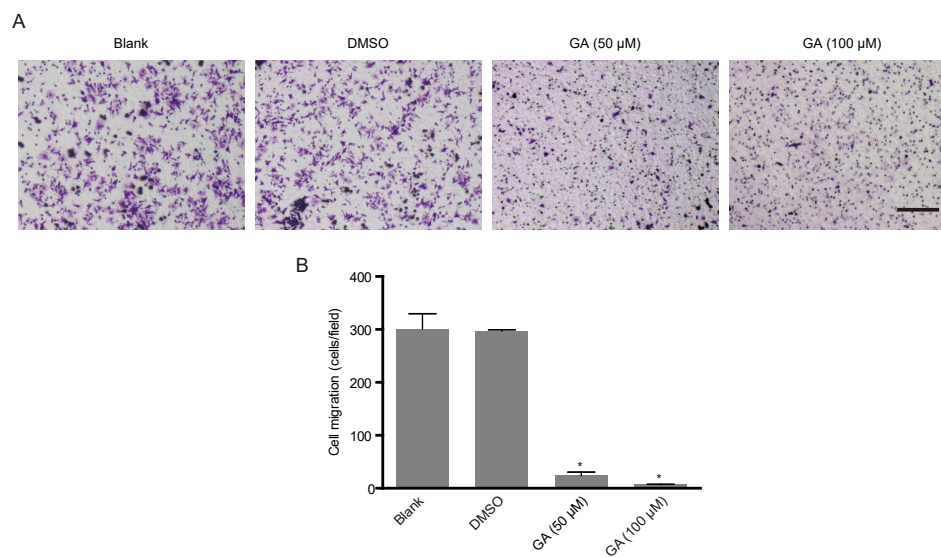 A
Blank
DMSO
GA (50 µM)
GA (100 µM)
B
Cell migration (cells/field)
400
300
200
100
0
*
*
Blank
DMSO
GA (50 µM)
GA (100 µM)